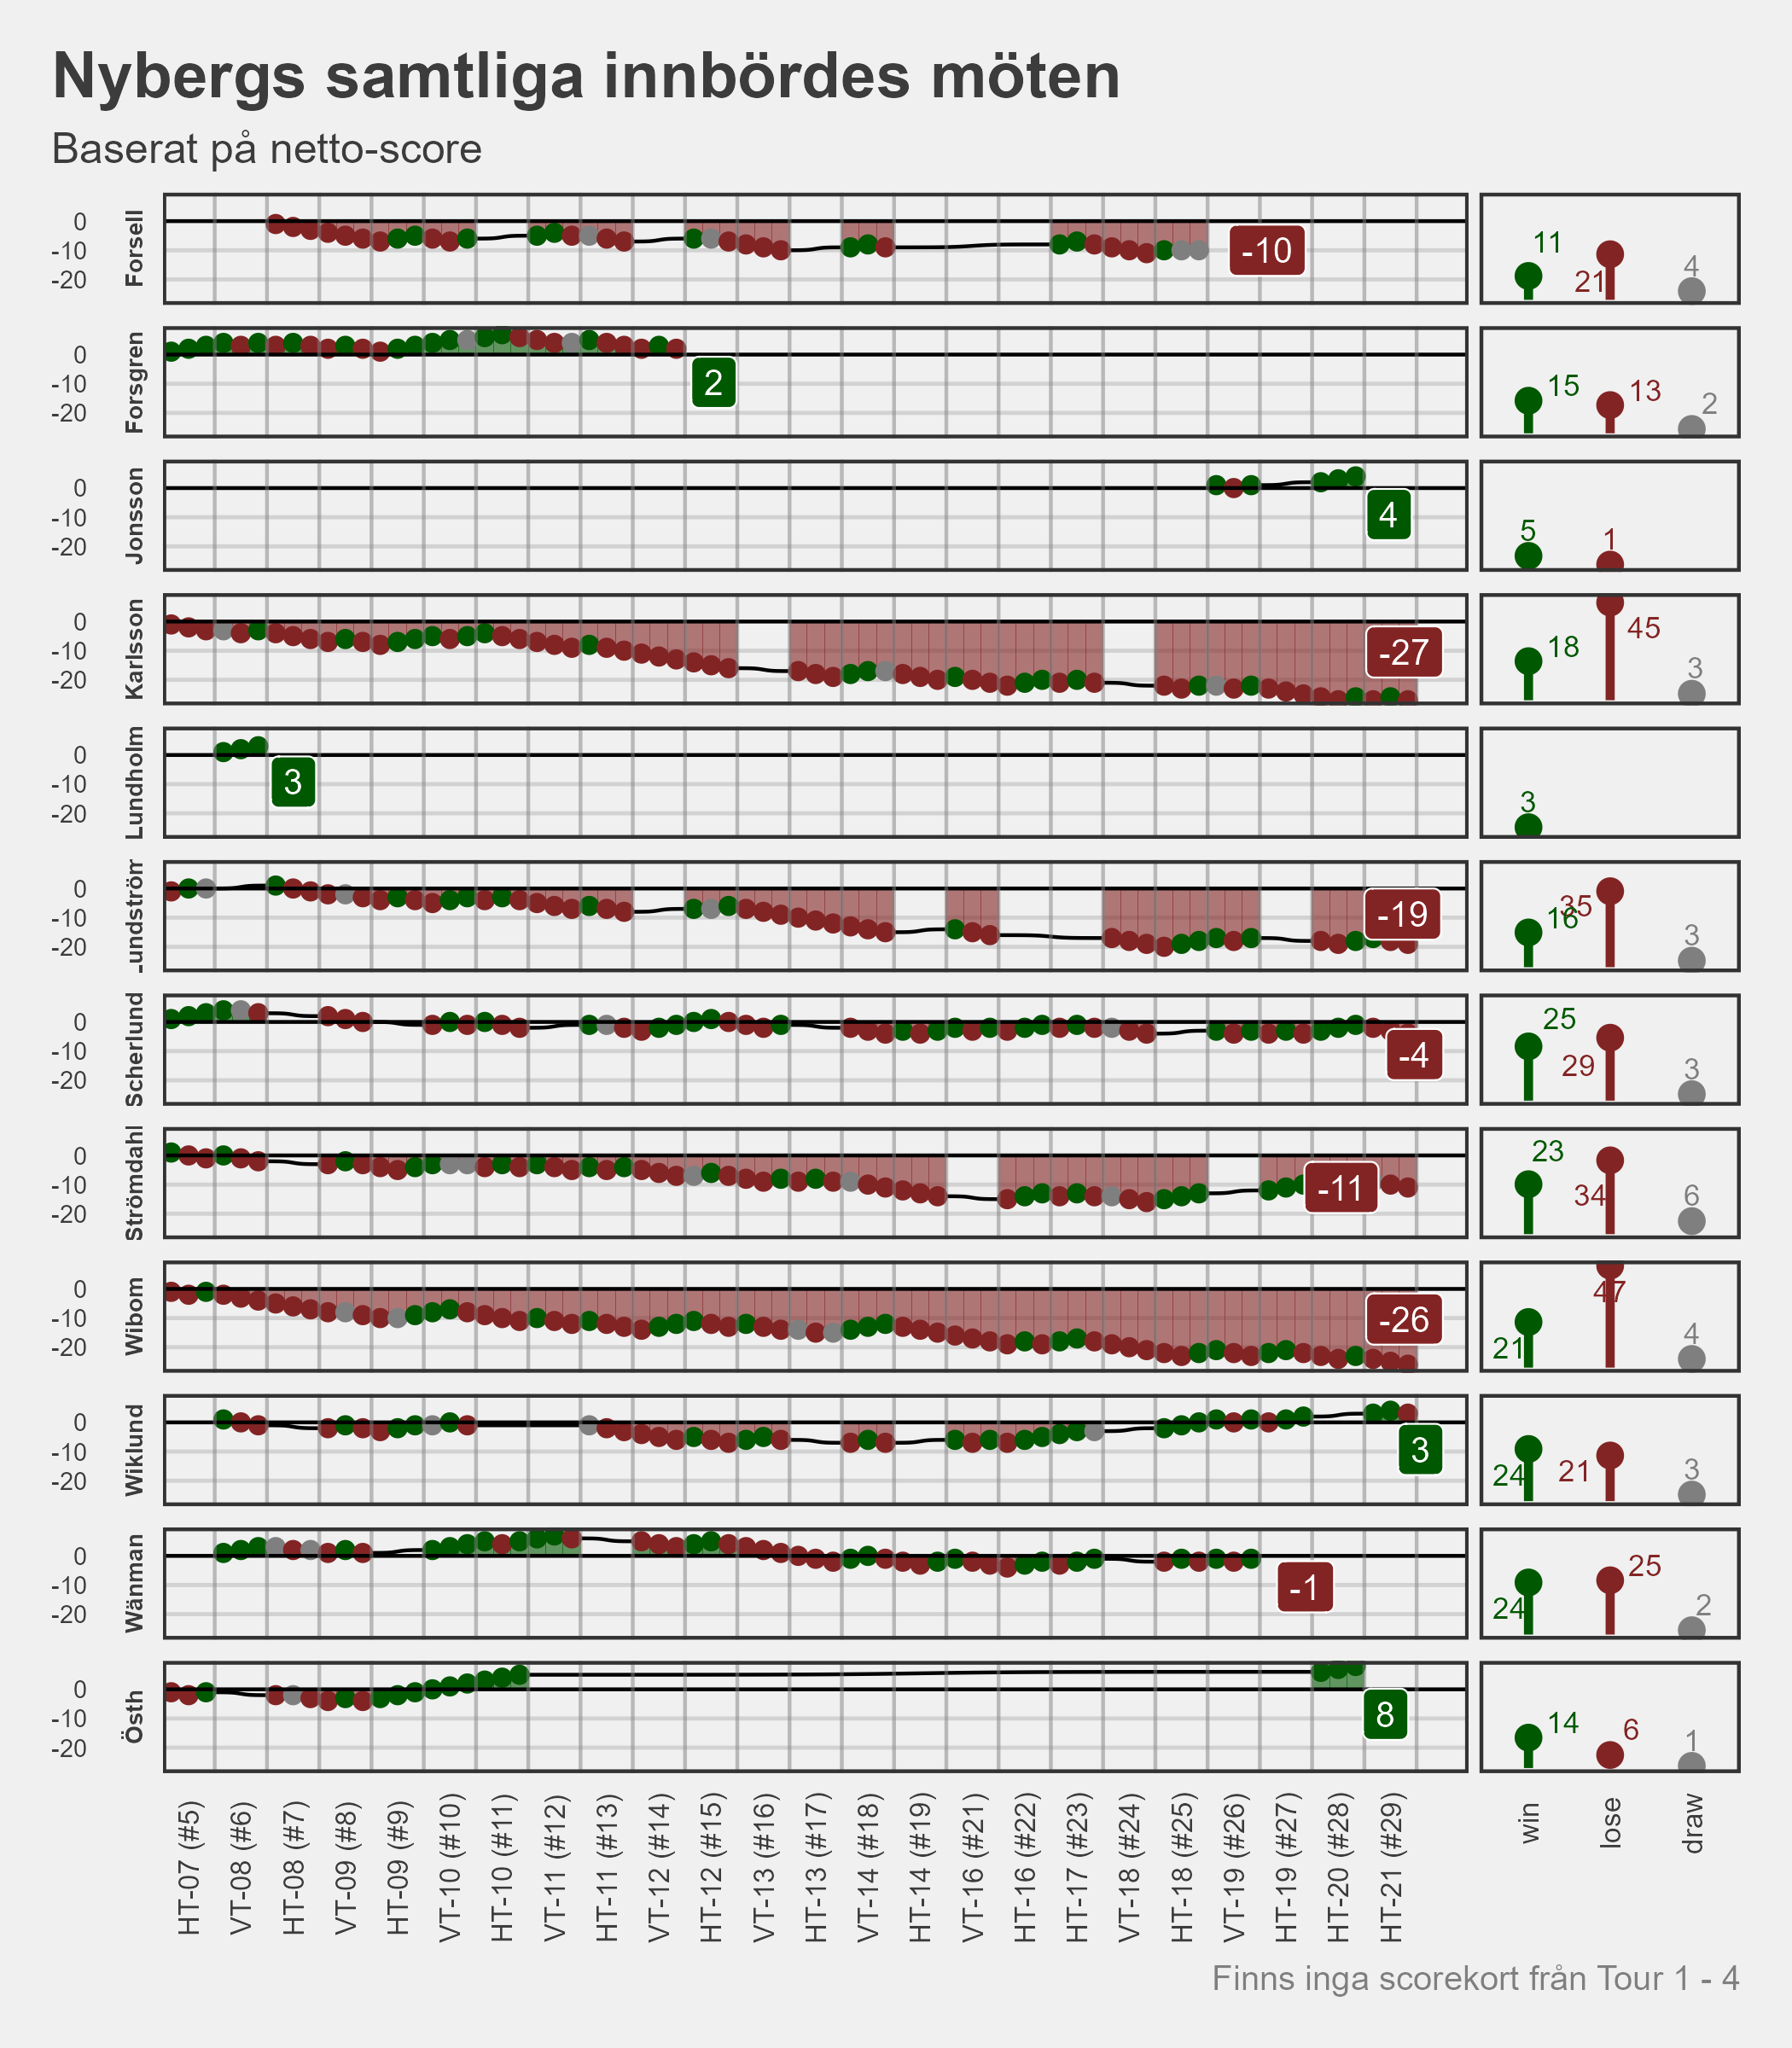 Nybergs samtliga innbördes möten
Baserat på netto-score
Forsell
0
-10
-20
-10
11
21
4
Forsgren
0
-10
-20
2
15
13
2
Jonsson
0
-10
-20
4
5
1
Karlsson
0
-10
-20
-27
18
45
3
Lundholm
0
-10
-20
3
3
0
-10
-20
-19
16
35
3
Scherlund
0
-10
-20
-4
25
29
3
Strömdahl
0
-10
-20
-11
23
34
6
Wibom
0
-10
-20
-26
21
47
4
Wiklund
0
-10
-20
3
24
21
3
Wänman
0
-10
-20
-1
24
25
2
Östh
0
-10
-20
8
14
6
1
HT-07 (#5)
VT-08 (#6)
HT-08 (#7)
VT-09 (#8)
HT-09 (#9)
VT-10 (#10)
HT-10 (#11)
VT-11 (#12)
HT-11 (#13)
VT-12 (#14)
HT-12 (#15)
VT-13 (#16)
HT-13 (#17)
VT-14 (#18)
HT-14 (#19)
VT-16 (#21)
HT-16 (#22)
HT-17 (#23)
VT-18 (#24)
HT-18 (#25)
VT-19 (#26)
HT-19 (#27)
HT-20 (#28)
HT-21 (#29)
win
lose
draw
Finns inga scorekort från Tour 1 - 4